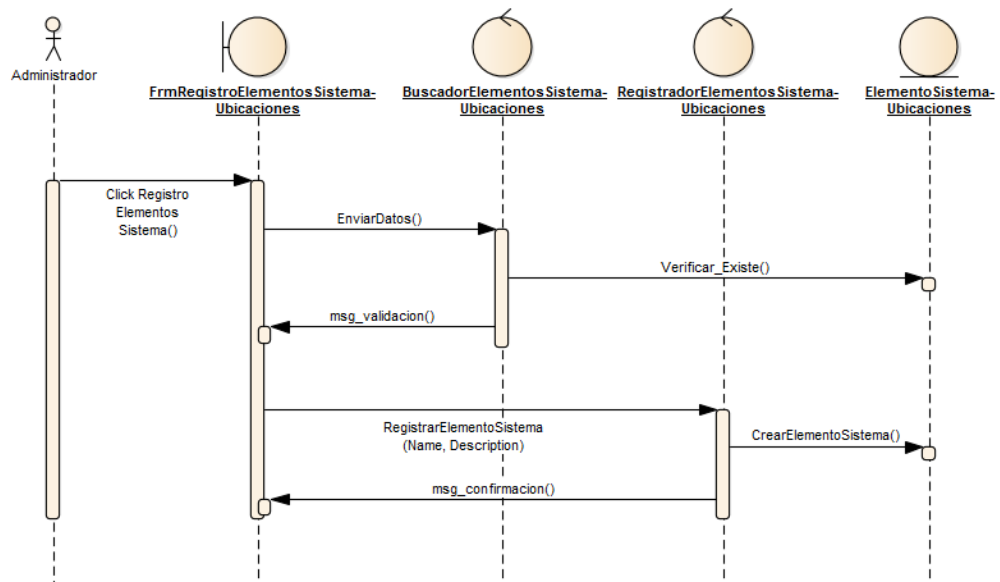 Administrador
FrmRegistroElementosSistema-
Ubicaciones
BuscadorElementosSistema-
Ubicaciones
RegistradorElementosSistema-
Ubicaciones
ElementoSistema-
Ubicaciones
Click Registro
Elementos
Sistema()
EnviarDatos()
Verificar_Existe()
msg_validacion()
RegistrarElementoSistema
(Name, Description)
CrearElementoSistema()
msg_confirmacion()